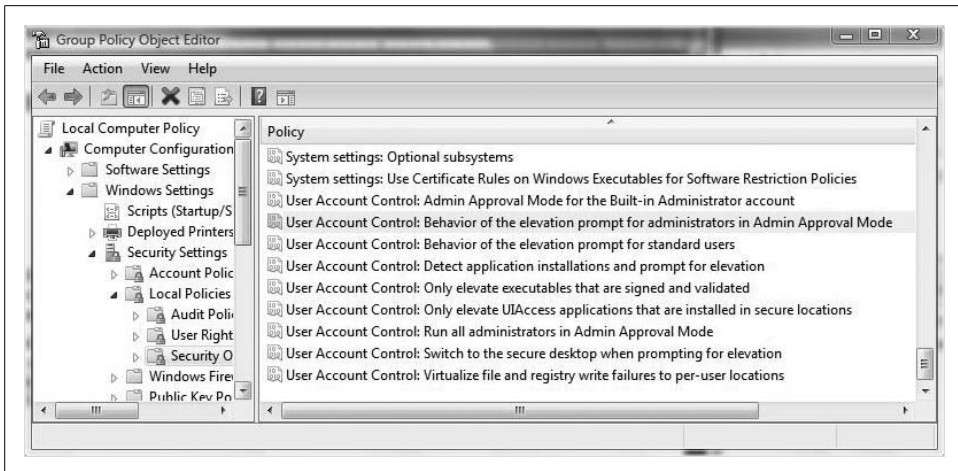 Group Policy Object Editor
File Action View Help
Local Computer Policy
Computer Configuration
Software Settings
Windows Settings
Scripts (Startup/S
Deployed Printers
Security Settings
Account Polic
Local Policies
Audit Poli
User Right
Security O
Windows Fire
Public Key Po
Policy
System settings: Optional subsystems
System settings: Use Certificate Rules on Windows Executables for Software Restriction Policies
User Account Control: Admin Approval Mode for the Built-in Administrator account
User Account Control: Behavior of the elevation prompt for administrators in Admin Approval Mode
User Account Control: Behavior of the elevation prompt for standard users
User Account Control: Detect application installations and prompt for elevation
User Account Control: Only elevate executables that are signed and validated
User Account Control: Only elevate UIAccess applications that are installed in secure locations
User Account Control: Run all administrators in Admin Approval Mode
User Account Control: Switch to the secure desktop when prompting for elevation
User Account Control: Virtualize file and registry write failures to per-user locations